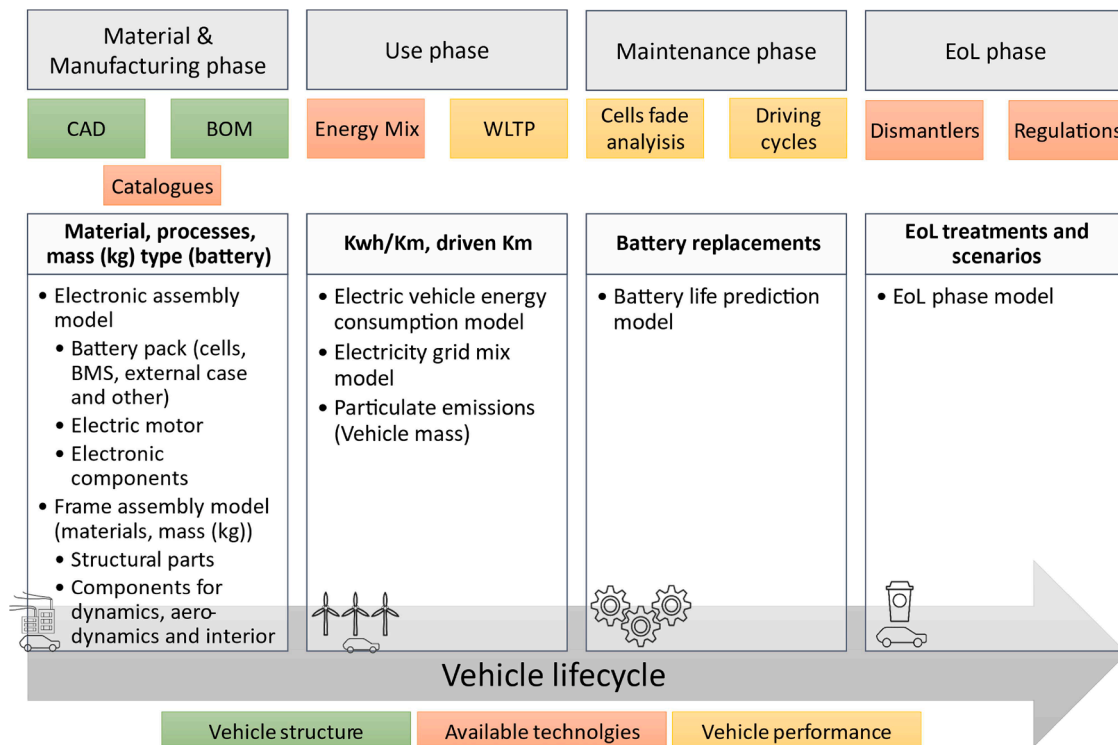 Material &
Manufacturing phase
Use phase
Maintenance phase
EoL phase
CAD
BOM
Energy Mix
WLTP
Cells fade
analyisis
Driving
cycles
Dismantlers
Regulations
Catalogues
Material, processes,
mass (kg) type (battery)
• Electronic assembly
model
• Battery pack (cells,
BMS, external case
and other)
• Electric motor
• Electronic
components
• Frame assembly model
(materials, mass (kg))
• Structural parts
• Components for
dynamics, aero-
dynamics and interior
Kwh/Km, driven Km
• Electric vehicle energy
consumption model
• Electricity grid mix
model
• Particulate emissions
(Vehicle mass)
Battery replacements
• Battery life prediction
model
EoL treatments and
scenarios
• EoL phase model
Vehicle lifecycle
Vehicle structure
Available technolgies
Vehicle performance